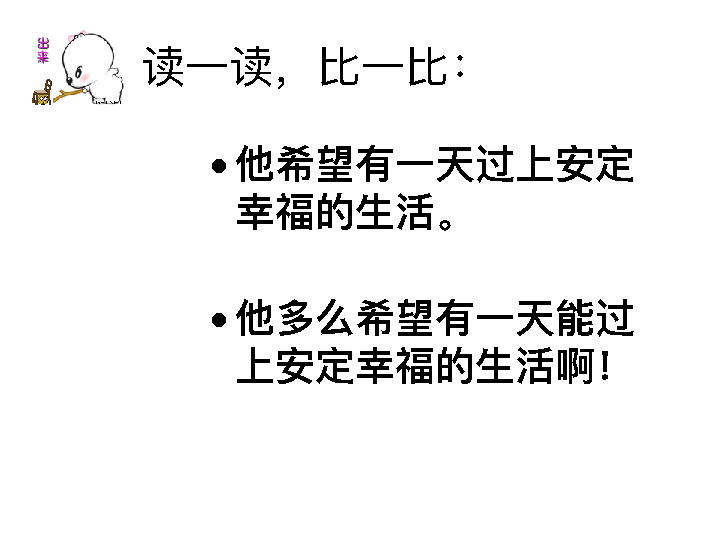 出来
读一读，比一比：
•他希望有一天过上安定
幸福的生活。
•他多么希望有一天能过
上安定幸福的生活啊！